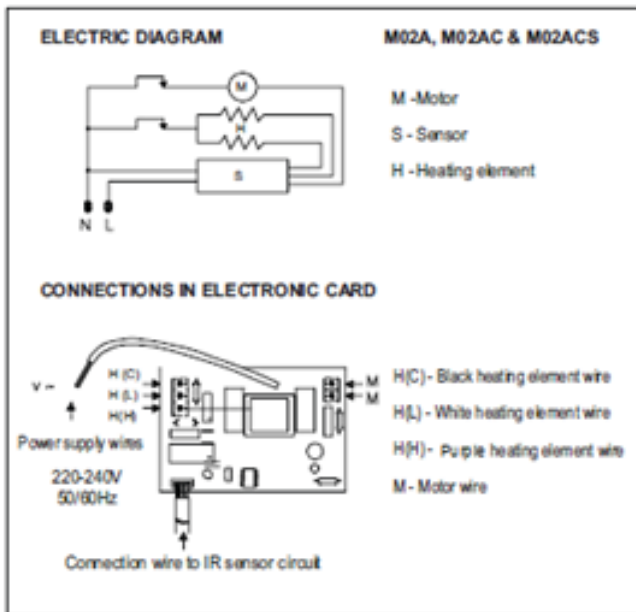 ELECTRIC DIAGRAM
M02A, M02AC & M02ACS
M
H
S
N L
M -Motor
S - Sensor
H -Heating element
CONNECTIONS IN ELECTRONIC CARD
V ~
H (C)
H (L)
H(H)
M
M
Power supply wires
220-240V
50/60Hz
Connection wire to IR sensor circuit
H(C) - Black heating element wire
H(L) - White heating element wire
H(H) - Purple heating element wire
M - Motor wire